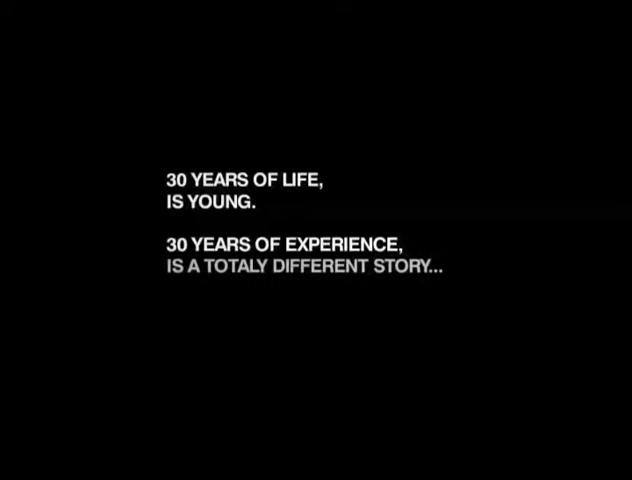 30 YEARS OF LIFE,
IS YOUNG.
30 YEARS OF EXPERIENCE,
IS A TOTALY DIFFERENT STORY...